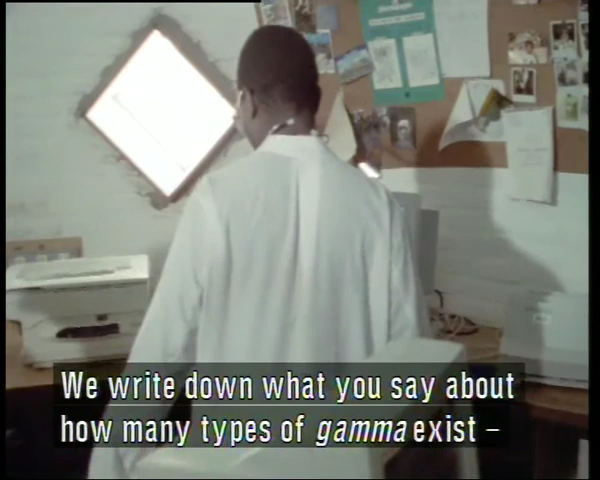 We write down what you say about
how many types of gamma exist –